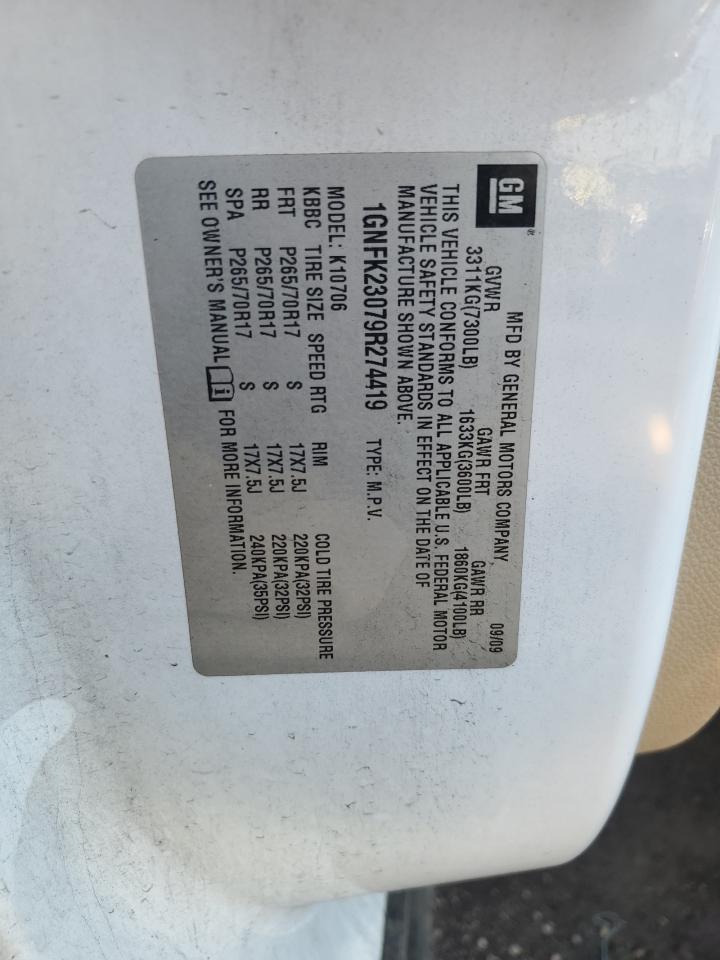 GM
MFD BY GENERAL MOTORS COMPANY 09/09
GVWR GAWR FRT GAWR RR
3311KG(7300LB) 1633KG(3600LB) 1860KG(4100LB)
THIS VEHICLE CONFORMS TO ALL APPLICABLE U.S. FEDERAL MOTOR
VEHICLE SAFETY STANDARDS IN EFFECT ON THE DATE OF
MANUFACTURE SHOWN ABOVE.
1GNFK23079R274419 TYPE: M.P.V.
MODEL: K10706
KBBC TIRE SIZE SPEED RTG RIM COLD TIRE PRESSURE
FRT P265/70R17 S 17X7.5J 220KPA(32PSI)
RR P265/70R17 S 17X7.5J 220KPA(32PSI)
SPA P265/70R17 S 17X7.5J 240KPA(35PSI)
SEE OWNER'S MANUAL FOR MORE INFORMATION.